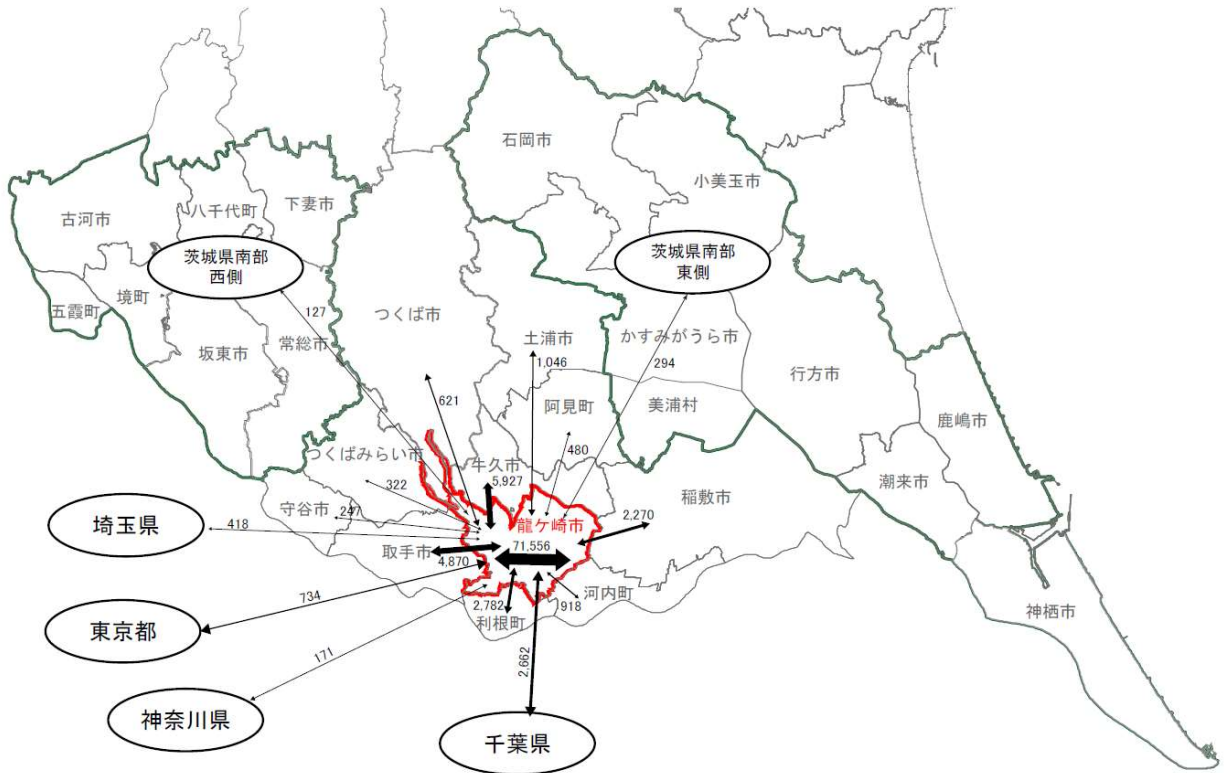 石岡市
小美玉市
古河市
八千代町
下妻市
茨城県南部
西側
茨城県南部
東側
五霞町
境町
127
つくば市
土浦市
かすみがうら市
坂東市
常総市
1,046
294
行方市
621
阿見町
美浦村
鹿嶋市
つくばみらい市
牛久市
480
5,927
潮来市
322
稲敷市
守谷市
247
龍ケ崎市
2,270
埼玉県
418
取手市
71,556
4,870
河内町
734
2,782
918
神栖市
利根町
東京都
171
2,662
神奈川県
千葉県